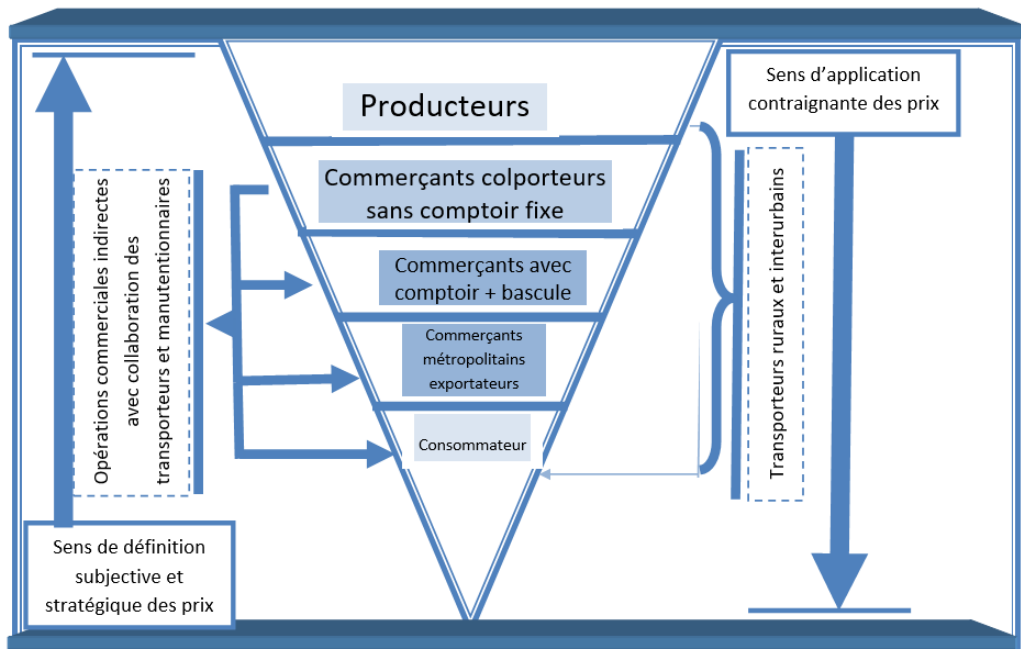 Producteurs
Commerçants colporteurs
sans comptoir fixe
Commerçants avec
comptoir + bascule
Commerçants
métropolitains
exportateurs
Consommateur
Opérations commerciales indirectes
avec collaboration des
transporteurs et manutentionnaires
Sens de définition
subjective et
stratégique des prix
Sens d’application
contraignante des prix
Transporteurs ruraux et interurbains